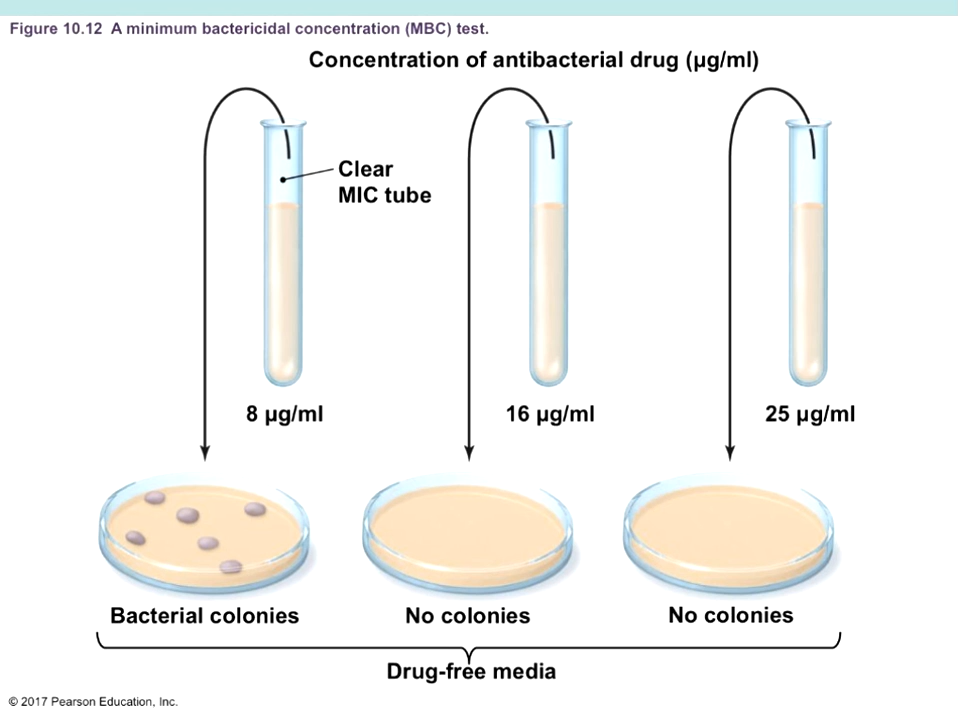 Figure 10.12 A minimum bactericidal concentration (MBC) test.
Concentration of antibacterial drug (µg/ml)
Clear
MIC tube
8 µg/ml
16 µg/ml
25 µg/ml
Bacterial colonies
No colonies
No colonies
Drug-free media
© 2017 Pearson Education, Inc.